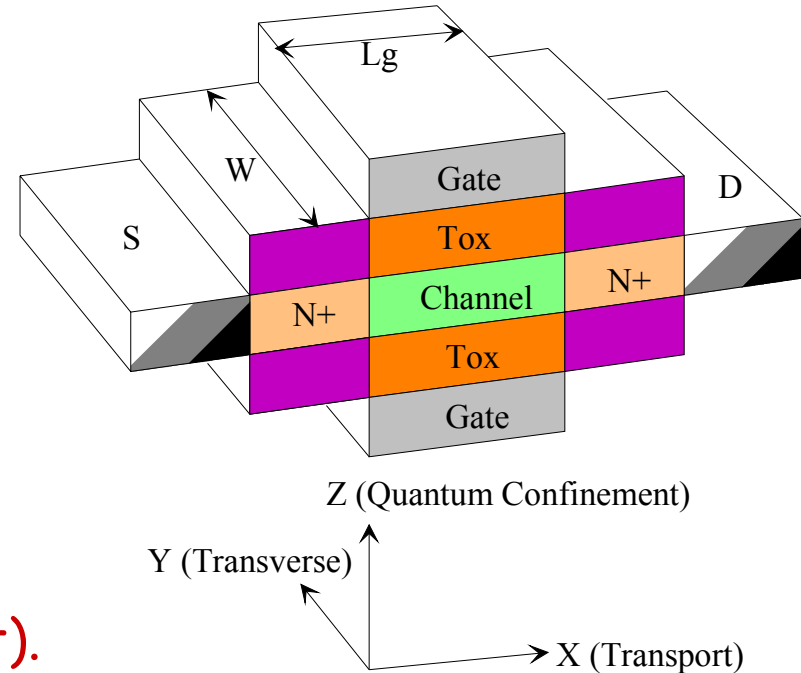 Lg
W
Gate
D
S
Tox
N+
Channel
N+
Tox
Gate
Z (Quantum Confinement)
Y (Transverse)
X (Transport)
).